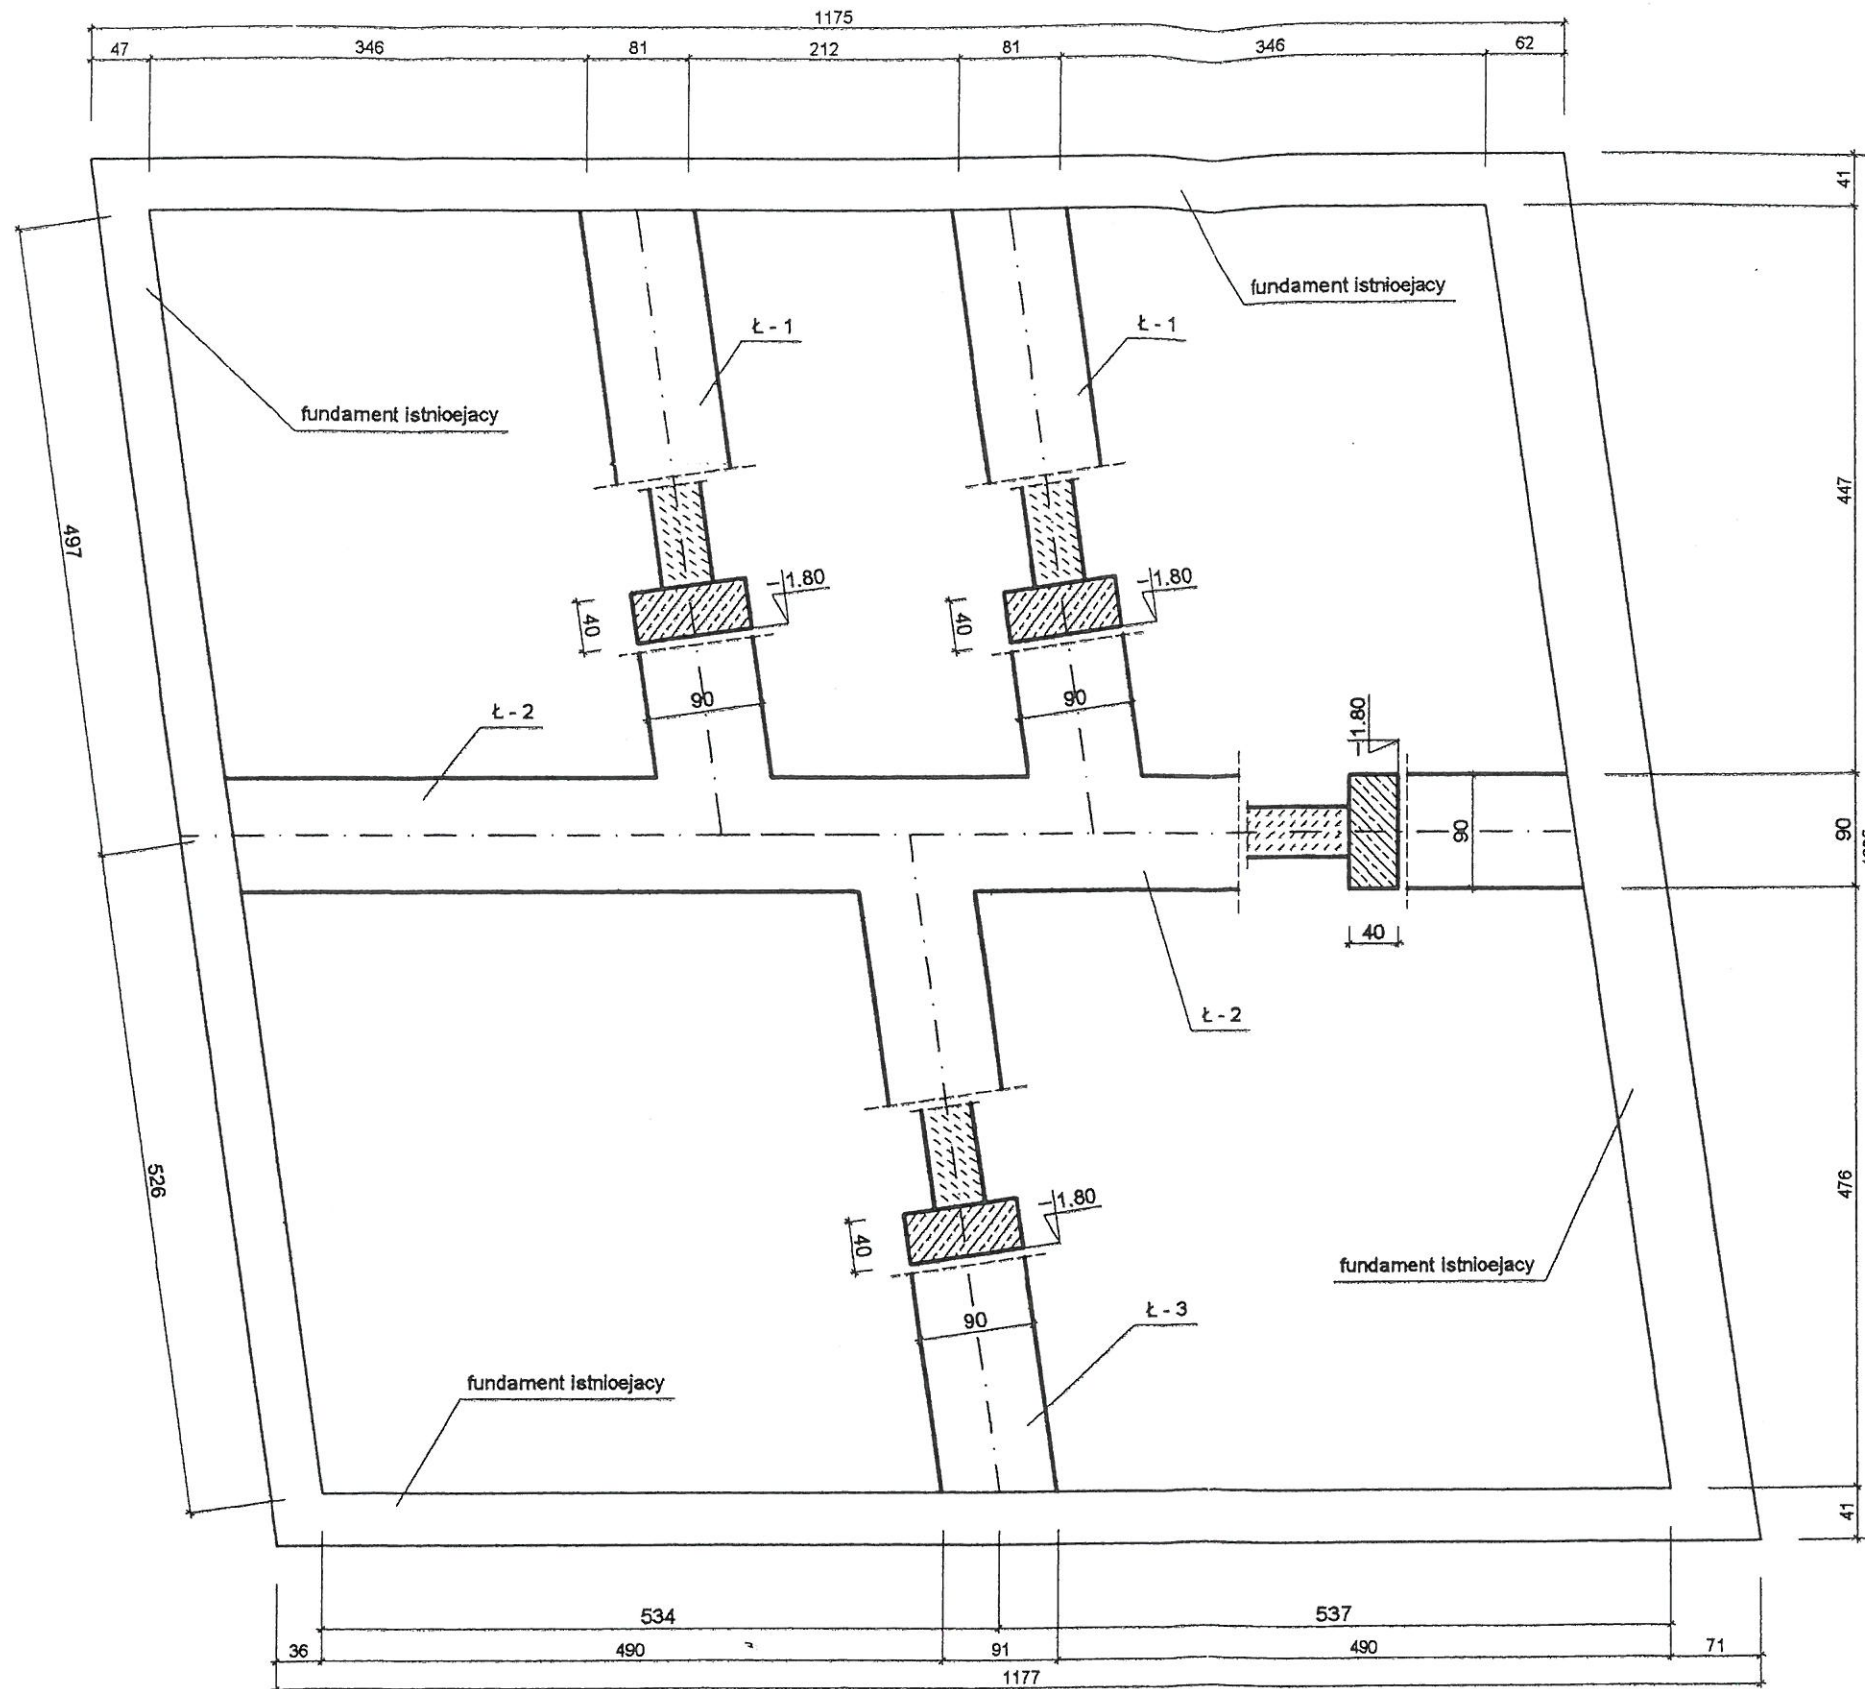 1175
47 346 81 212 81 346 62
41
fundament istnioejacy
Ł - 1
Ł - 1
fundament istnioejacy
447
497
-1.80
-1.80
40
40
90
90
Ł - 2
-1.80
90
90
40
Ł - 2
526
476
-1.80
40
fundament istnioejacy
Ł - 3
90
fundament istnioejacy
41
534 537
36 490 91 490 71
1177